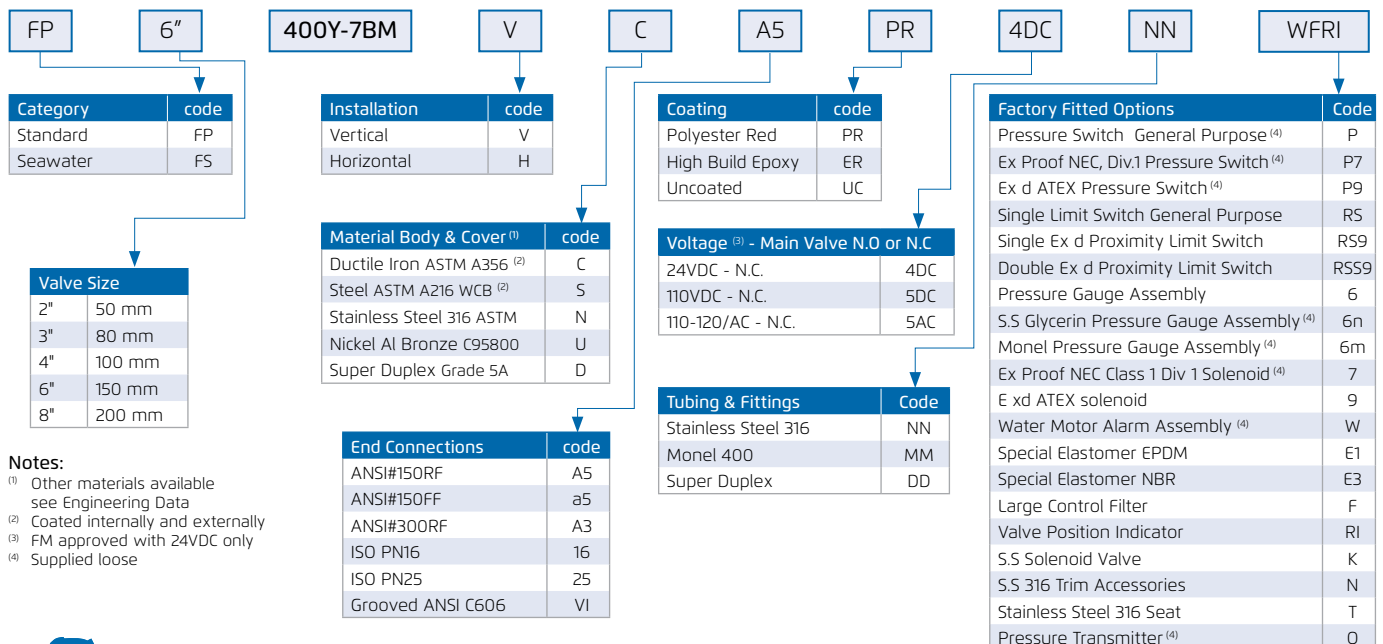 FP 6" 400Y-7BM V C A5 PR 4DC NN WFRI
Category code
Standard FP
Seawater FS
Valve Size
2" 50 mm
3" 80 mm
4" 100 mm
6" 150 mm
8" 200 mm
Notes:
(1) Other materials available
see Engineering Data
(2) Coated internally and externally
(3) FM approved with 24VDC only
(4) Supplied loose
Installation code
Vertical V
Horizontal H
Material Body & Cover (1) code
Ductile Iron ASTM A356 (2) C
Steel ASTM A216 WCB (2) S
Stainless Steel 316 ASTM N
Nickel Al Bronze C95800 U
Super Duplex Grade 5A D
End Connections code
ANSI#150RF A5
ANSI#150FF a5
ANSI#300RF A3
ISO PN16 16
ISO PN25 25
Grooved ANSI C606 VI
Coating code
Polyester Red PR
High Build Epoxy ER
Uncoated UC
Voltage (3) - Main Valve N.O or N.C
24VDC - N.C. 4DC
110VDC - N.C. 5DC
110-120/AC - N.C. 5AC
Tubing & Fittings Code
Stainless Steel 316 NN
Monel 400 MM
Super Duplex DD
Factory Fitted Options Code
Pressure Switch General Purpose (4) P
Ex Proof NEC, Div.1 Pressure Switch (4) P7
Ex d ATEX Pressure Switch (4) P9
Single Limit Switch General Purpose RS
Single Ex d Proximity Limit Switch RS9
Double Ex d Proximity Limit Switch RSS9
Pressure Gauge Assembly 6
S.S Glycerin Pressure Gauge Assembly (4) 6n
Monel Pressure Gauge Assembly (4) 6m
Ex Proof NEC Class 1 Div 1 Solenoid (4) 7
E xd ATEX solenoid 9
Water Motor Alarm Assembly (4) W
Special Elastomer EPDM E1
Special Elastomer NBR E3
Large Control Filter F
Valve Position Indicator RI
S.S Solenoid Valve K
S.S 316 Trim Accessories N
Stainless Steel 316 Seat T
Pressure Transmitter (4) Q